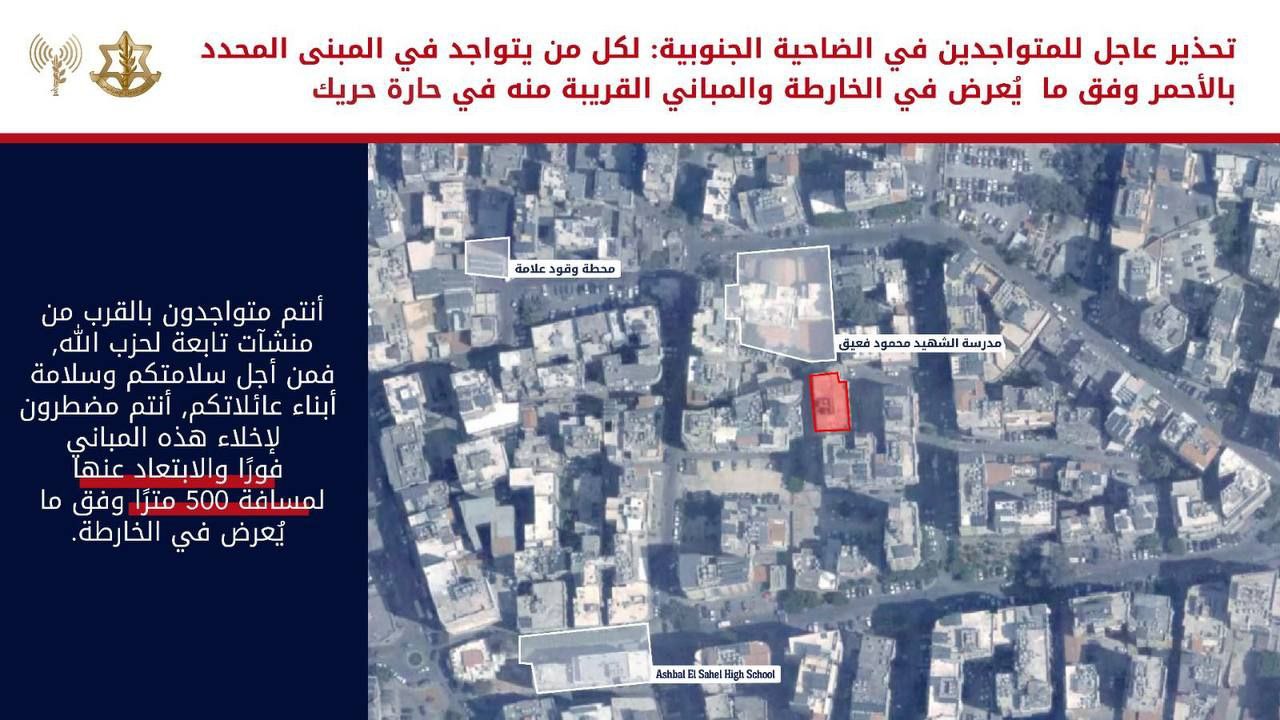 تحذير عاجل للمتواجدين في الضاحية الجنوبية: لكل من يتواجد في المبنى المحدد
بالأحمر وفق ما يُعرض في الخارطة والمباني القريبة منه في حارة حريك
أنتم متواجدون بالقرب من
منشآت تابعة لحزب الله,
فمن أجل سلامتكم وسلامة
أبناء عائلاتكم, أنتم مضطرون
لإخلاء هذه المباني
فورًا والابتعاد عنها
لمسافة 500 مترًا وفق ما
يُعرض في الخارطة.
محطة وقود علامة
مدرسة الشهيد محمود فعيق
Ashbal El Sahel High School